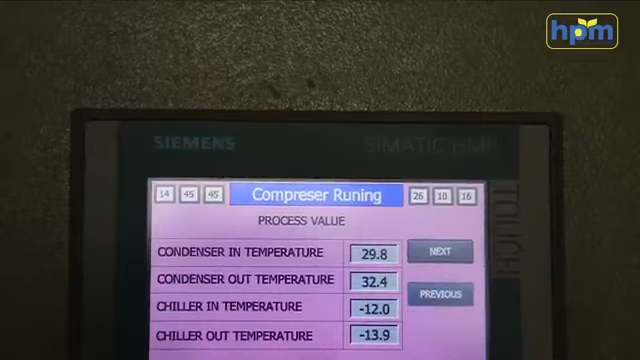 hpm
SIEMENS
SIMATIC HMI
TOUCH
14 45 45 Compreser Runing 26 10 16
PROCESS VALUE
CONDENSER IN TEMPERATURE 29.8 NEXT
CONDENSER OUT TEMPERATURE 32.4
PREVIOUS
CHILLER IN TEMPERATURE -12.0
CHILLER OUT TEMPERATURE -13.9